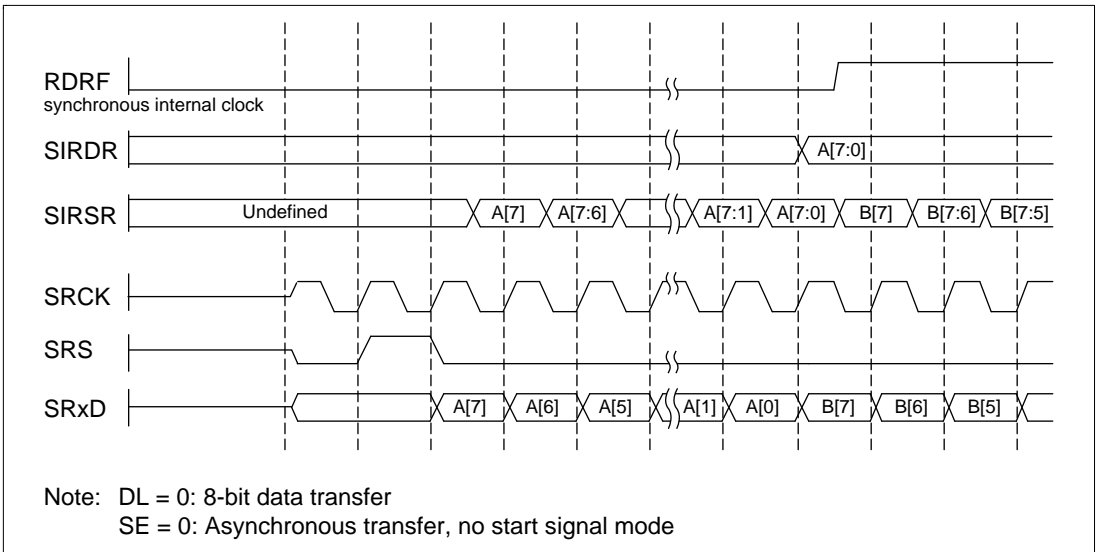 RDRF
synchronous internal clock
SIRDR A[7:0]
SIRSR Undefined A[7] A[7:6] A[7:1] A[7:0] B[7] B[7:6] B[7:5]
SRCK
SRS
SRxD A[7] A[6] A[5] A[1] A[0] B[7] B[6] B[5]
Note: DL = 0: 8-bit data transfer
SE = 0: Asynchronous transfer, no start signal mode